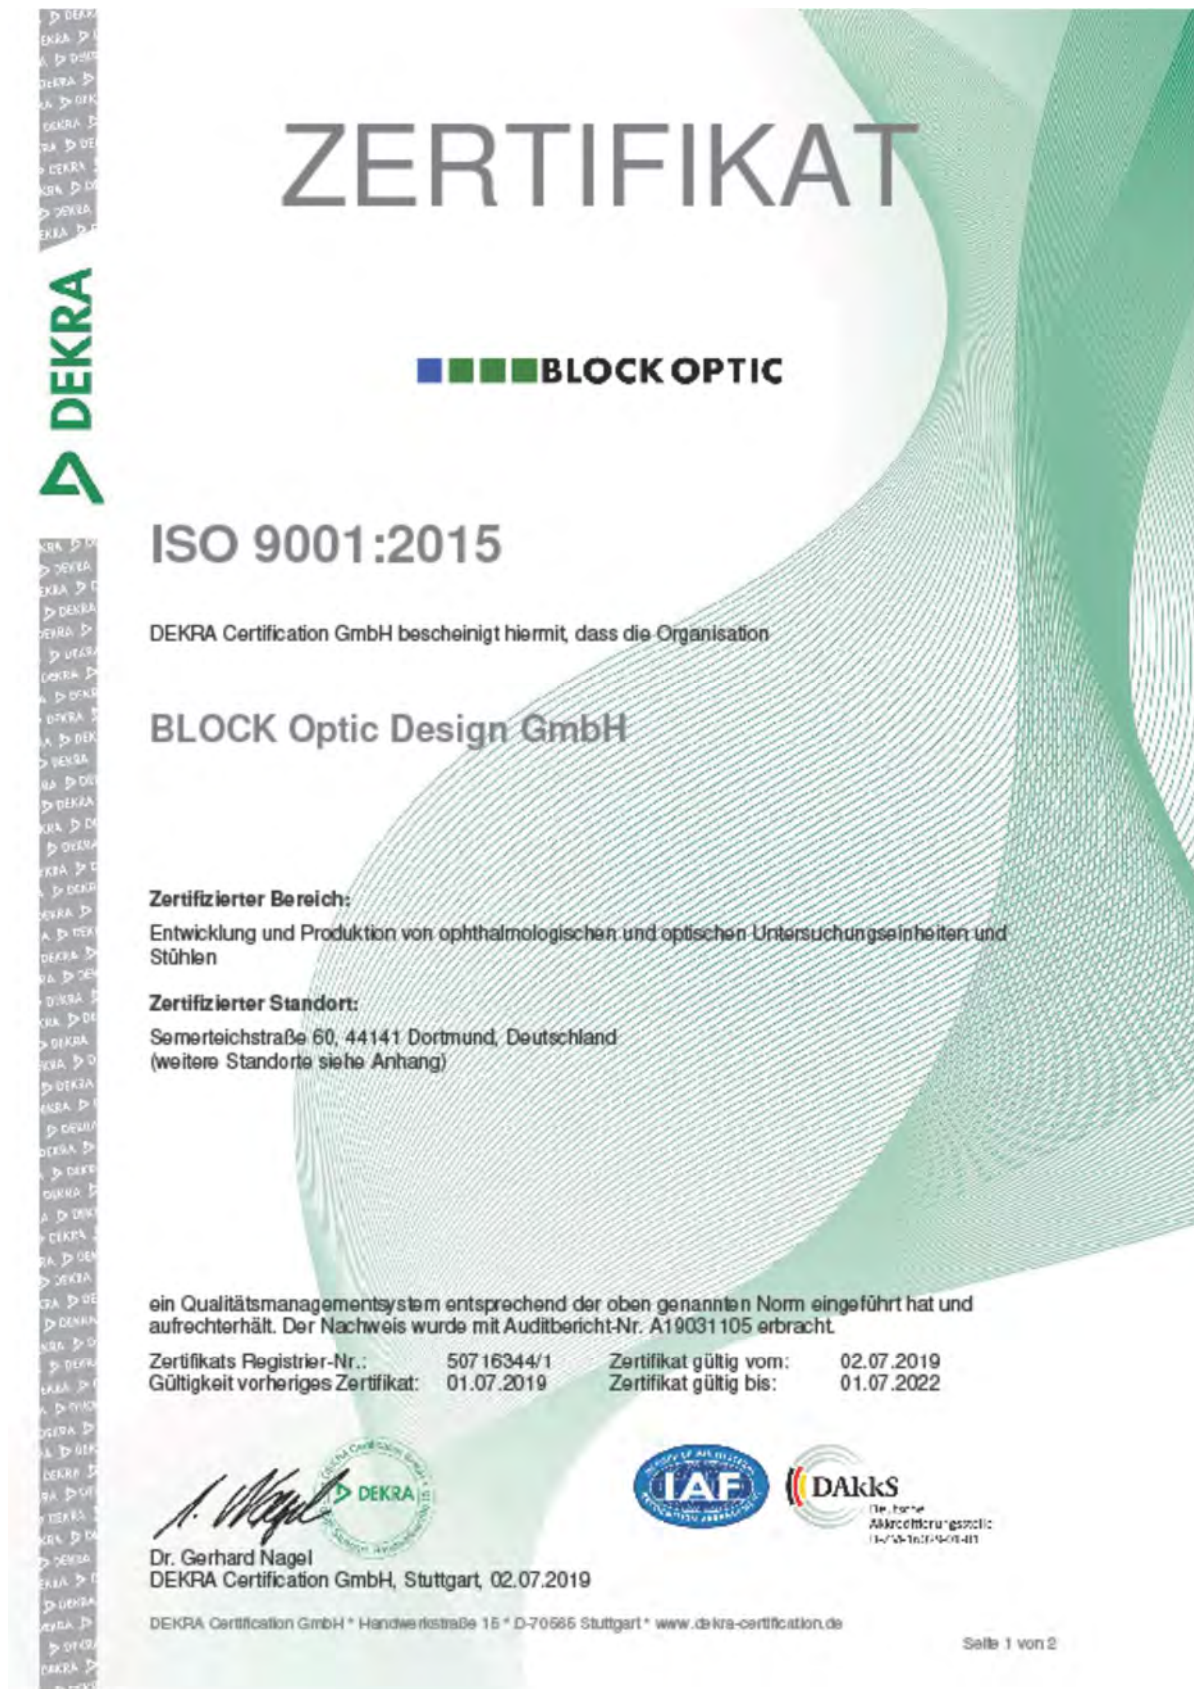 ZERTIFIKAT
DEKRA
BLOCK OPTIC
ISO 9001:2015
DEKRA Certification GmbH bescheinigt hiermit, dass die Organisation
BLOCK Optic Design GmbH
Zertifizierter Bereich:
Entwicklung und Produktion von ophthalmologischen und optischen Untersuchungseinheiten und
Stühlen
Zertifizierter Standort:
Semerteichstraße 60, 44141 Dortmund, Deutschland
(weitere Standorte siehe Anhang)
ein Qualitätsmanagementsystem entsprechend der oben genannten Norm eingeführt hat und
aufrechterhält. Der Nachweis wurde mit Auditbericht-Nr. A19031105 erbracht.
Zertifikats Registrier-Nr.: 50716344/1 Zertifikat gültig vom: 02.07.2019
Gültigkeit vorheriges Zertifikat: 01.07.2019 Zertifikat gültig bis: 01.07.2022
DEKRA
IAF
DAkkS
Deutsche
Akkreditierungsstelle
Dr. Gerhard Nagel
DEKRA Certification GmbH, Stuttgart, 02.07.2019
DEKRA Certification GmbH * Handwerkstraße 15 * D-70565 Stuttgart * www.dekra-certification.de
Seite 1 von 2